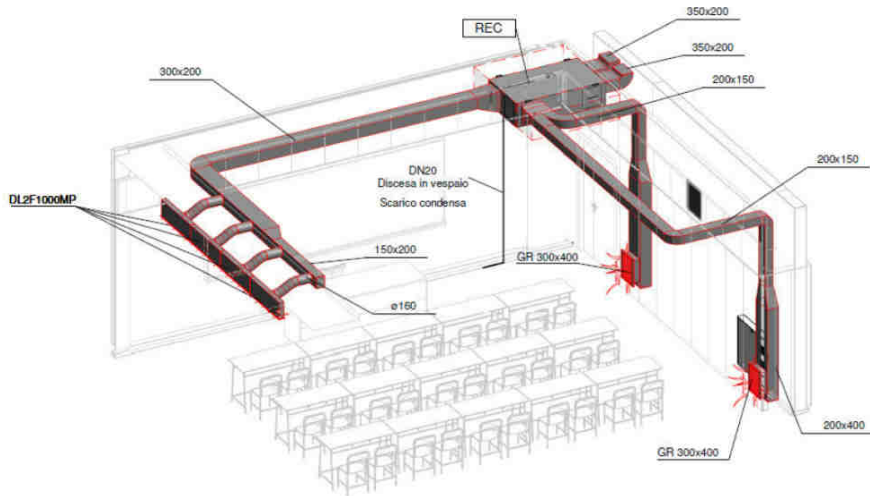 350x200
REC
350x200
300x200
200x150
DN20
Discesa in vespaio
Scarico condensa
200x150
DL2F1000MP
150x200
GR 300x400
ø160
200x400
GR 300x400